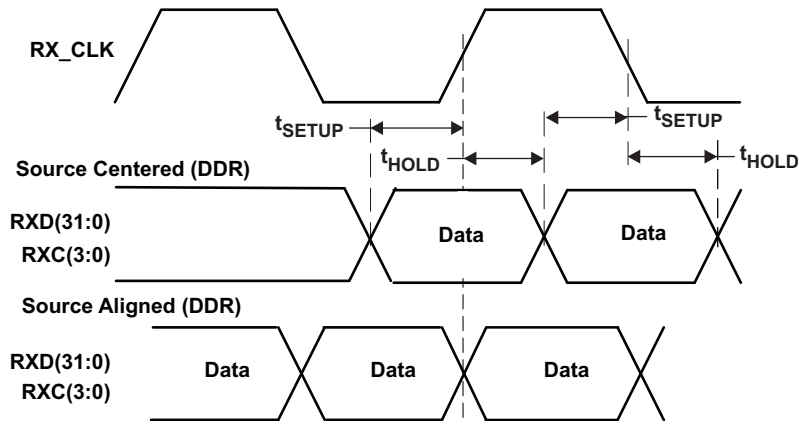 RX_CLK
tSETUP
tSETUP
tHOLD
tHOLD
Source Centered (DDR)
RXD(31:0)
RXC(3:0)
Data
Data
Source Aligned (DDR)
RXD(31:0)
RXC(3:0)
Data
Data
Data